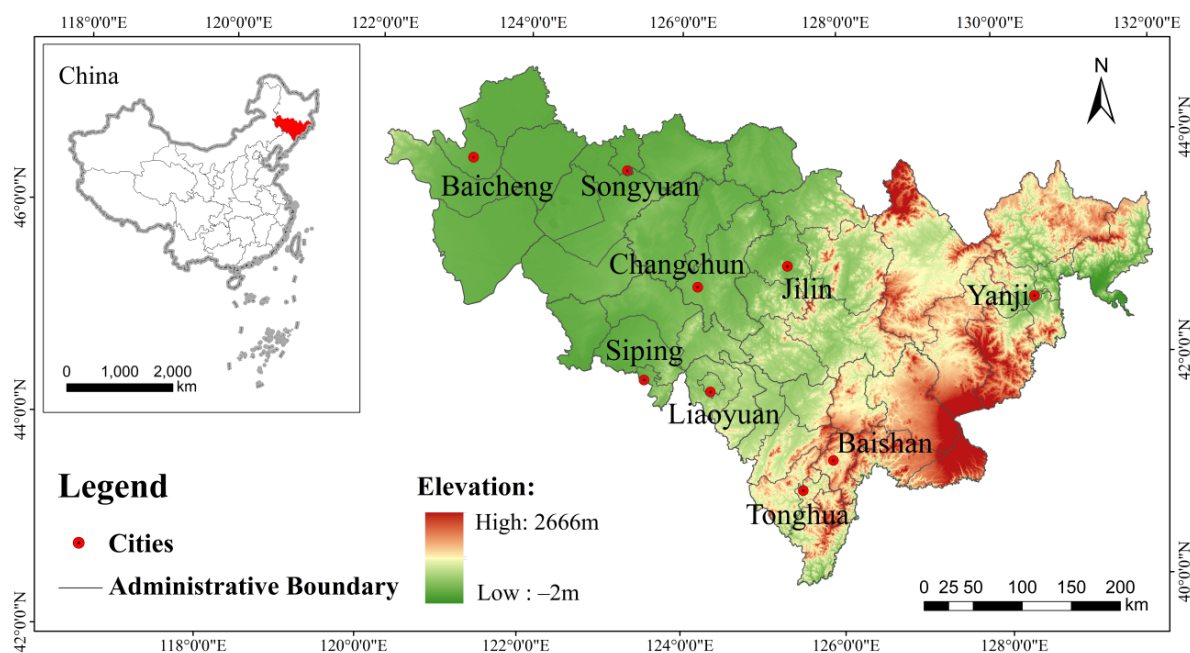 118°0'0"E
120°0'0"E
122°0'0"E
124°0'0"E
126°0'0"E
128°0'0"E
130°0'0"E
132°0'0"E
China
N
44°0'0"N
46°0'0"N
Baicheng
Songyuan
Changchun
Jilin
Yanji
Siping
42°0'0"N
0 1,000 2,000
km
Liaoyuan
44°0'0"N
Baishan
Legend
Elevation:
High: 2666m
Tonghua
Cities
Administrative Boundary
Low : –2m
40°0'0"N
0 25 50 100 150 200
km
42°0'0"N
118°0'0"E
120°0'0"E
122°0'0"E
124°0'0"E
126°0'0"E
128°0'0"E